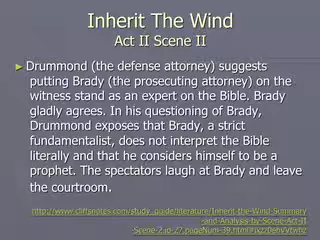 Inherit The Wind
Act II Scene II
► Drummond (the defense attorney) suggests
putting Brady (the prosecuting attorney) on the
witness stand as an expert on the Bible. Brady
gladly agrees. In his questioning of Brady,
Drummond exposes that Brady, a strict
fundamentalist, does not interpret the Bible
literally and that he considers himself to be a
prophet. The spectators laugh at Brady and leave
the courtroom.
http://www.cliffsnotes.com/study_guide/literature/Inherit-the-Wind-Summary
-and-Analysis-by-Scene-Act-II